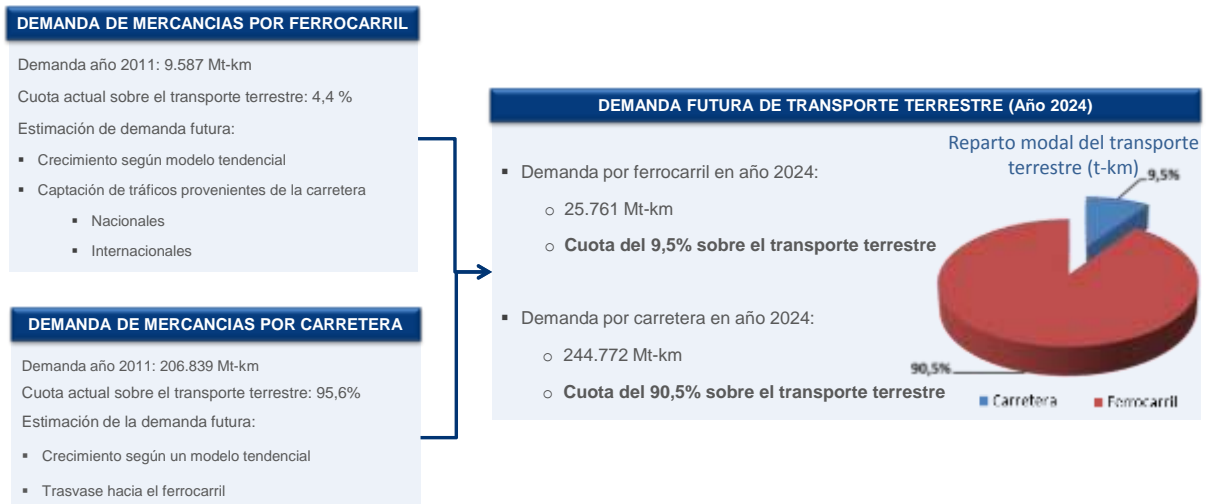 DEMANDA DE MERCANCIAS POR FERROCARRIL
Demanda año 2011: 9.587 Mt-km
Cuota actual sobre el transporte terrestre: 4,4 %
Estimación de demanda futura:
▪ Crecimiento según modelo tendencial
▪ Captación de tráficos provenientes de la carretera
▪ Nacionales
▪ Internacionales
DEMANDA DE MERCANCIAS POR CARRETERA
Demanda año 2011: 206.839 Mt-km
Cuota actual sobre el transporte terrestre: 95,6%
Estimación de la demanda futura:
▪ Crecimiento según un modelo tendencial
▪ Trasvase hacia el ferrocarril
DEMANDA FUTURA DE TRANSPORTE TERRESTRE (Año 2024)
▪ Demanda por ferrocarril en año 2024:
o 25.761 Mt-km
o Cuota del 9,5% sobre el transporte terrestre
▪ Demanda por carretera en año 2024:
o 244.772 Mt-km
o Cuota del 90,5% sobre el transporte terrestre
Reparto modal del transporte
terrestre (t-km)
9,5%
90,5%
Carretera
Ferrocarril